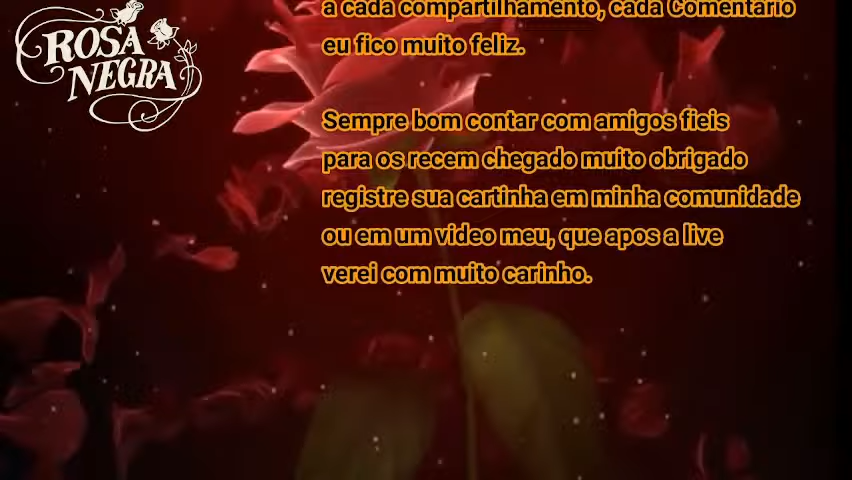 ROSA
NEGRA
a cada compartilhamento, cada Comentario
eu fico muito feliz.
Sempre bom contar com amigos fieis
para os recem chegado muito obrigado
registre sua cartinha em minha comunidade
ou em um video meu, que apos a live
verei com muito carinho.